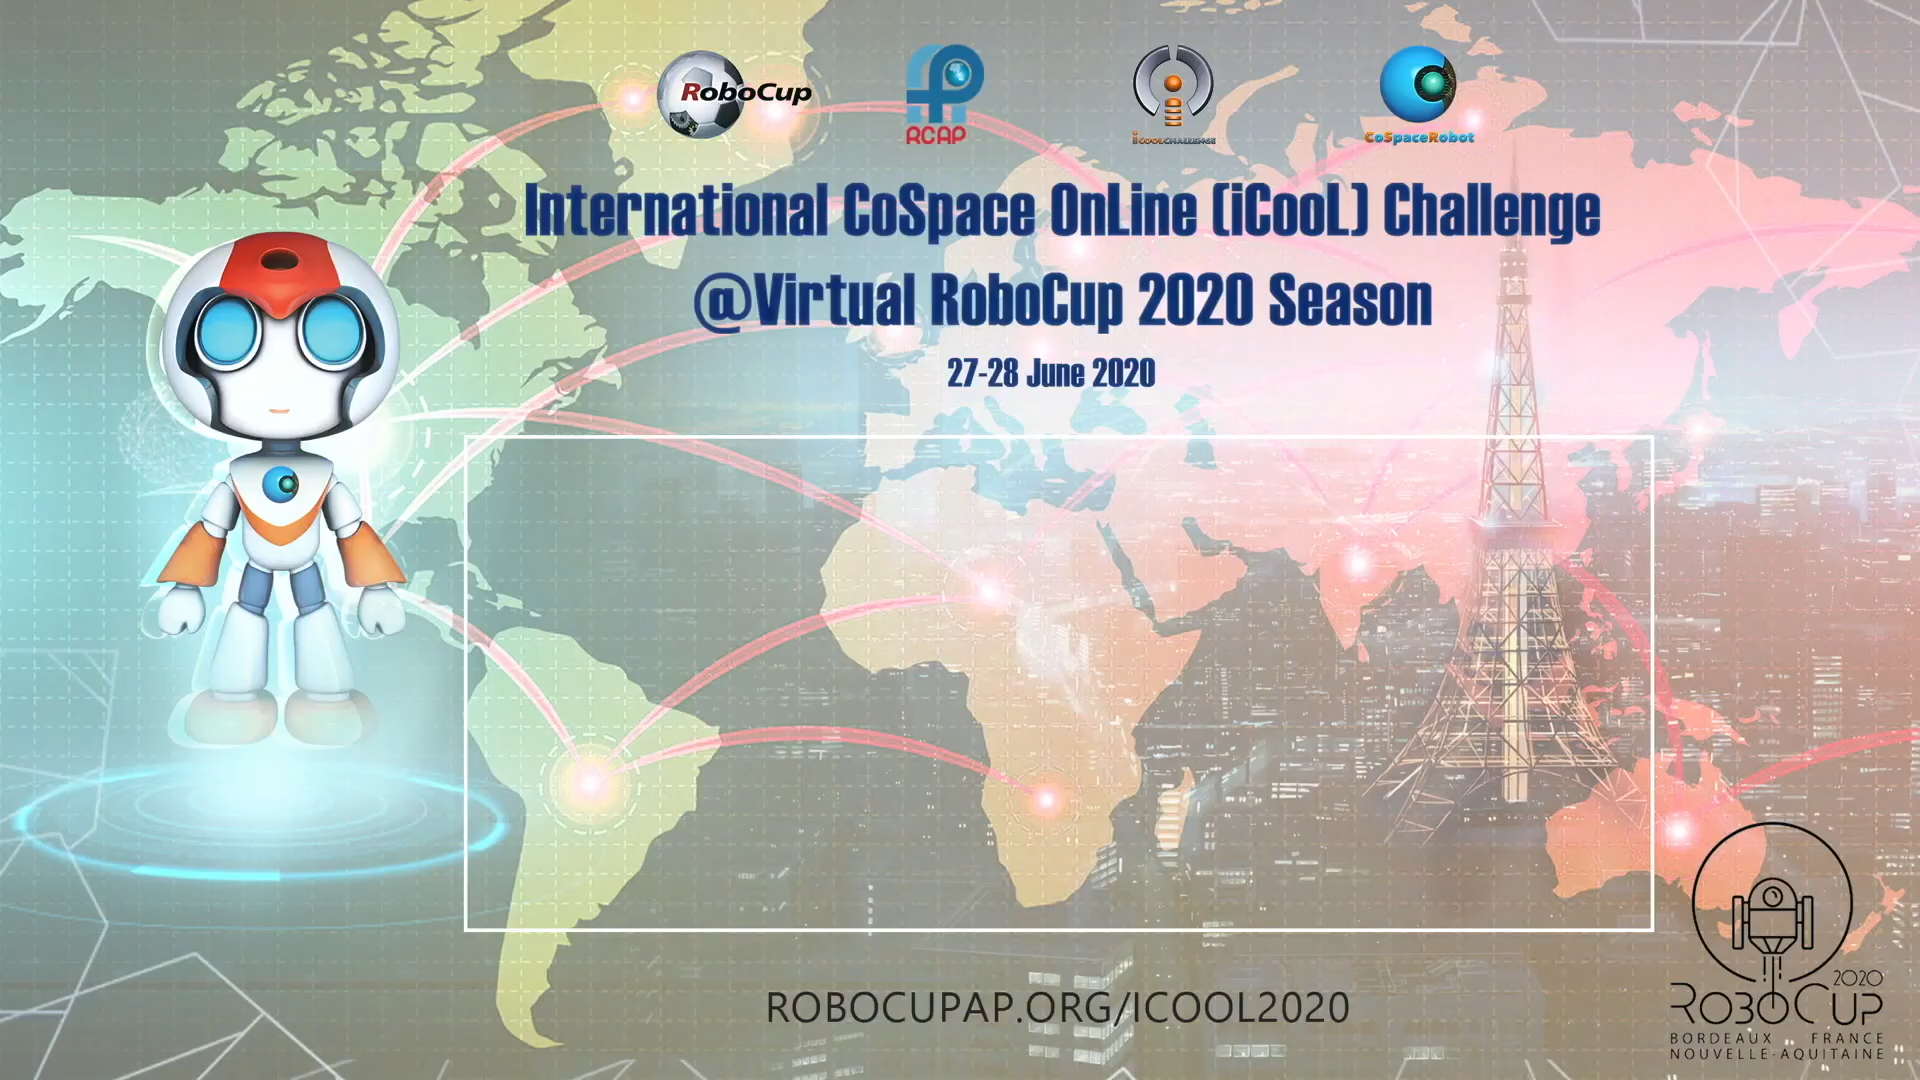 RoboCup
RCAP
iCOOLCHALLENGE
CoSpaceRobot
International CoSpace OnLine (iCooL) Challenge
@Virtual RoboCup 2020 Season
27-28 June 2020
ROBOCUPAP.ORG/ICOOL2020
2020
ROBOCUP
BORDEAUX FRANCE
NOUVELLE-AQUITAINE